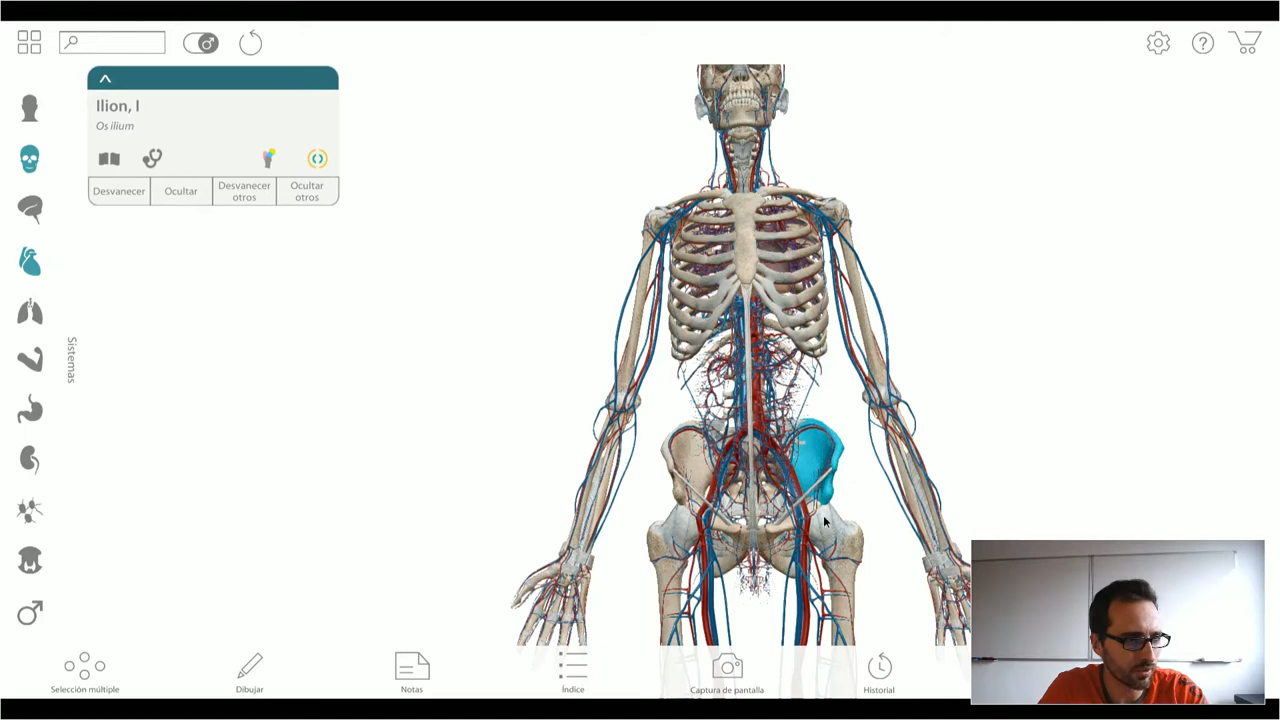 Ilion, I
Os ilium
Desvanecer
Ocultar
Desvanecer
otros
Ocultar
otros
Sistemas
Selección múltiple
Dibujar
Notas
Índice
Captura de pantalla
Historial